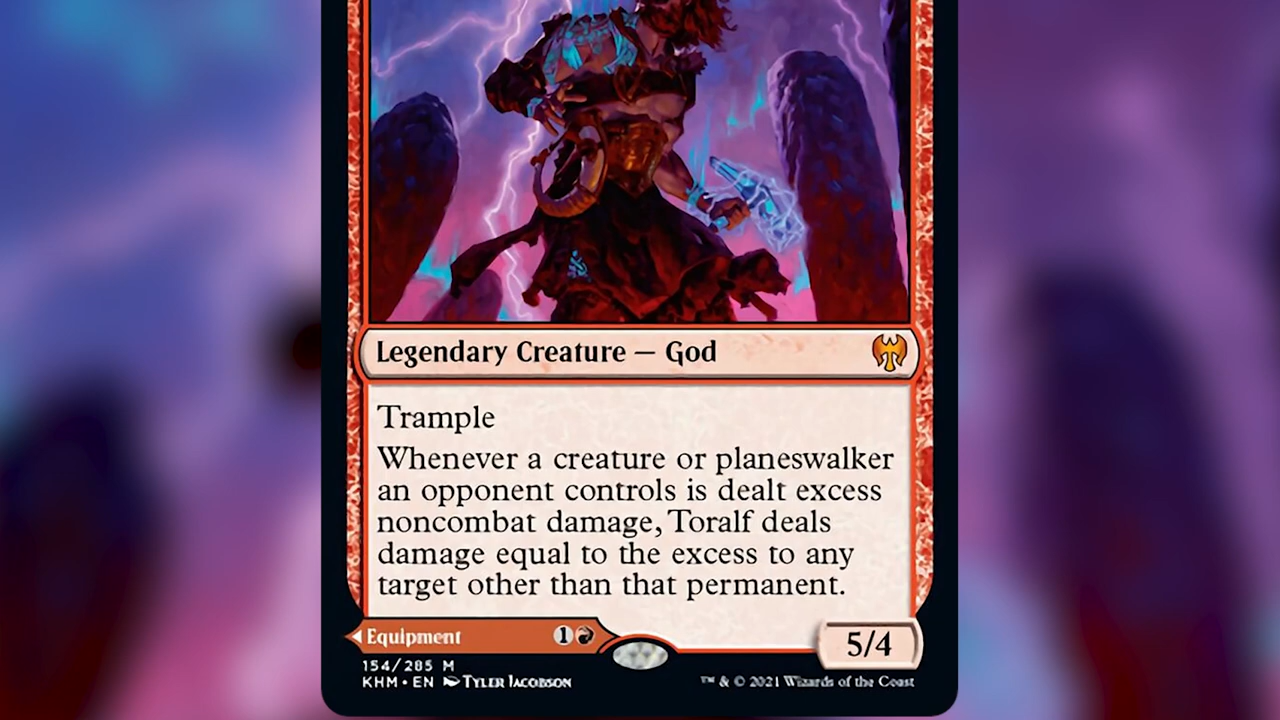 Legendary Creature — God
Trample
Whenever a creature or planeswalker
an opponent controls is dealt excess
noncombat damage, Toralf deals
damage equal to the excess to any
target other than that permanent.
Equipment 1
5/4
154/285 M
KHM • EN Tyler Jacobson
™ & © 2021 Wizards of the Coast